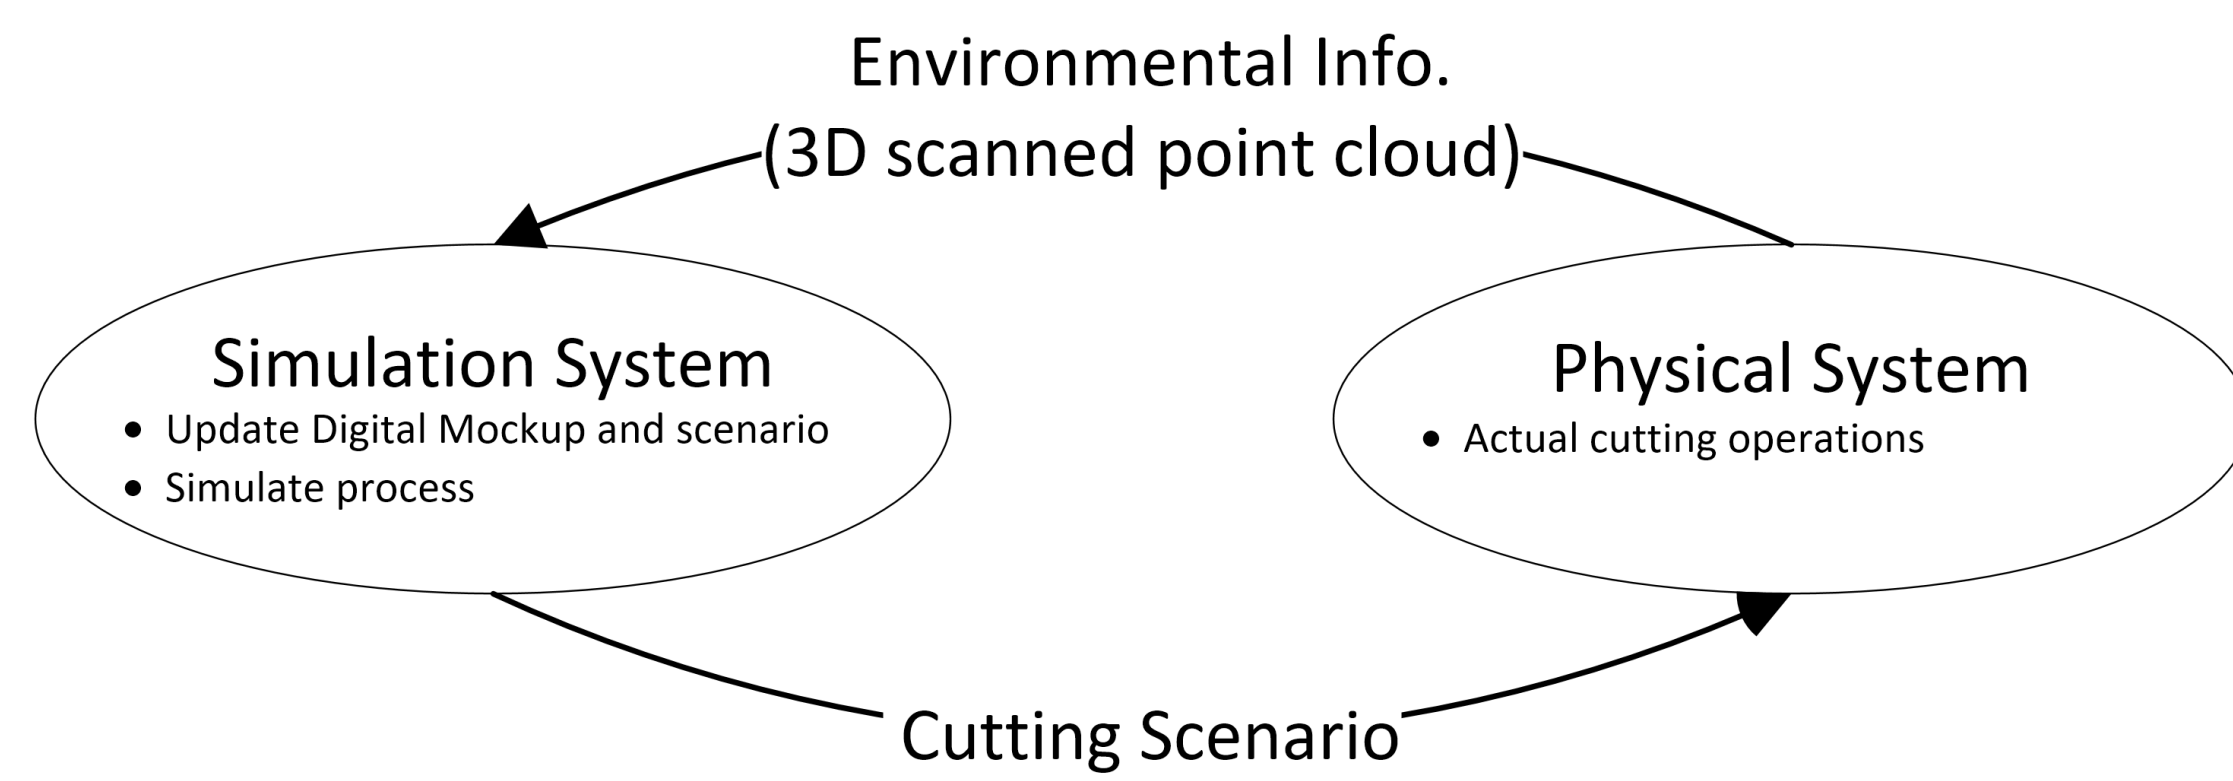 Environmental Info.
(3D scanned point cloud)
Simulation System
• Update Digital Mockup and scenario
• Simulate process
Physical System
• Actual cutting operations
Cutting Scenario